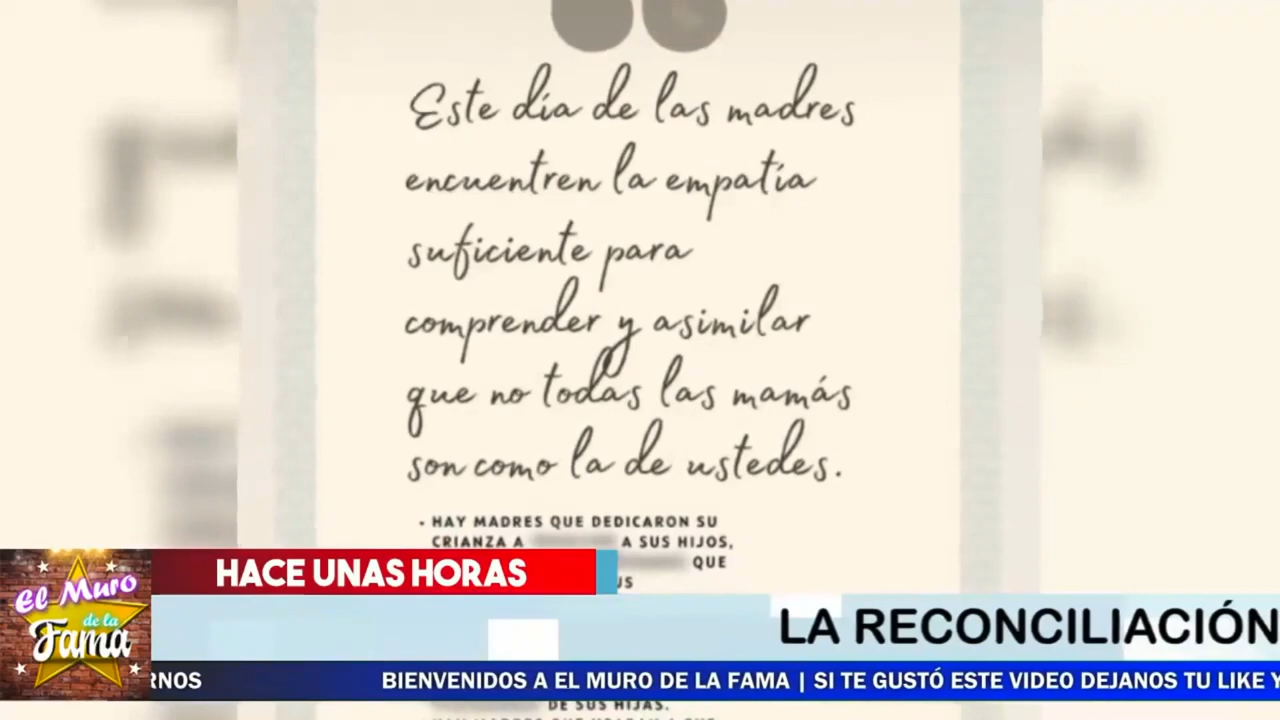 Este día de las madres
encuentren la empatía
suficiente para
comprender y asimilar
que no todas las mamás
son como la de ustedes.
• HAY MADRES QUE DEDICARON SU
CRIANZA A A SUS HIJOS,
QUE
US
HACE UNAS HORAS
El Muro
de la
Fama
LA RECONCILIACIÓN
RNOS BIENVENIDOS A EL MURO DE LA FAMA | SI TE GUSTÓ ESTE VIDEO DEJANOS TU LIKE Y
DE SUS HIJAS.